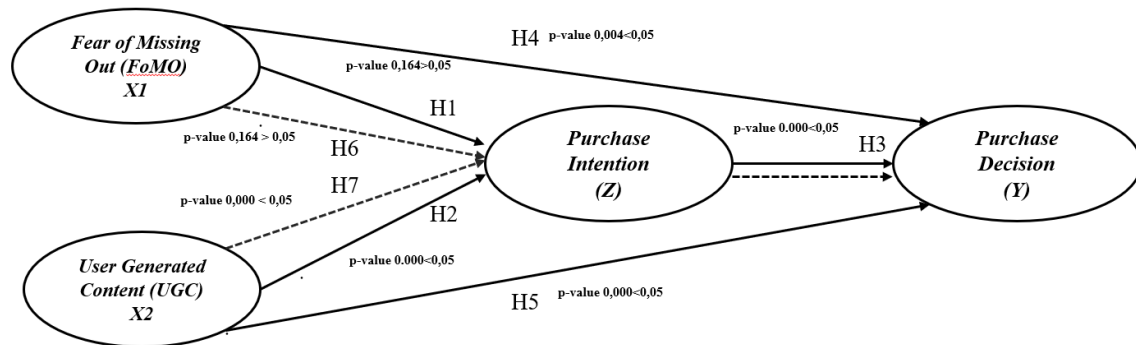 Fear of Missing
Out (FoMO)
X1
H4 p-value 0,004<0,05
p-value 0,164>0,05
H1
p-value 0,164 > 0,05
H6
Purchase
Intention
(Z)
p-value 0.000<0,05
H3
Purchase
Decision
(Y)
H7
p-value 0,000 < 0,05
H2
p-value 0.000<0,05
User Generated
Content (UGC)
X2
H5 p-value 0,000<0,05